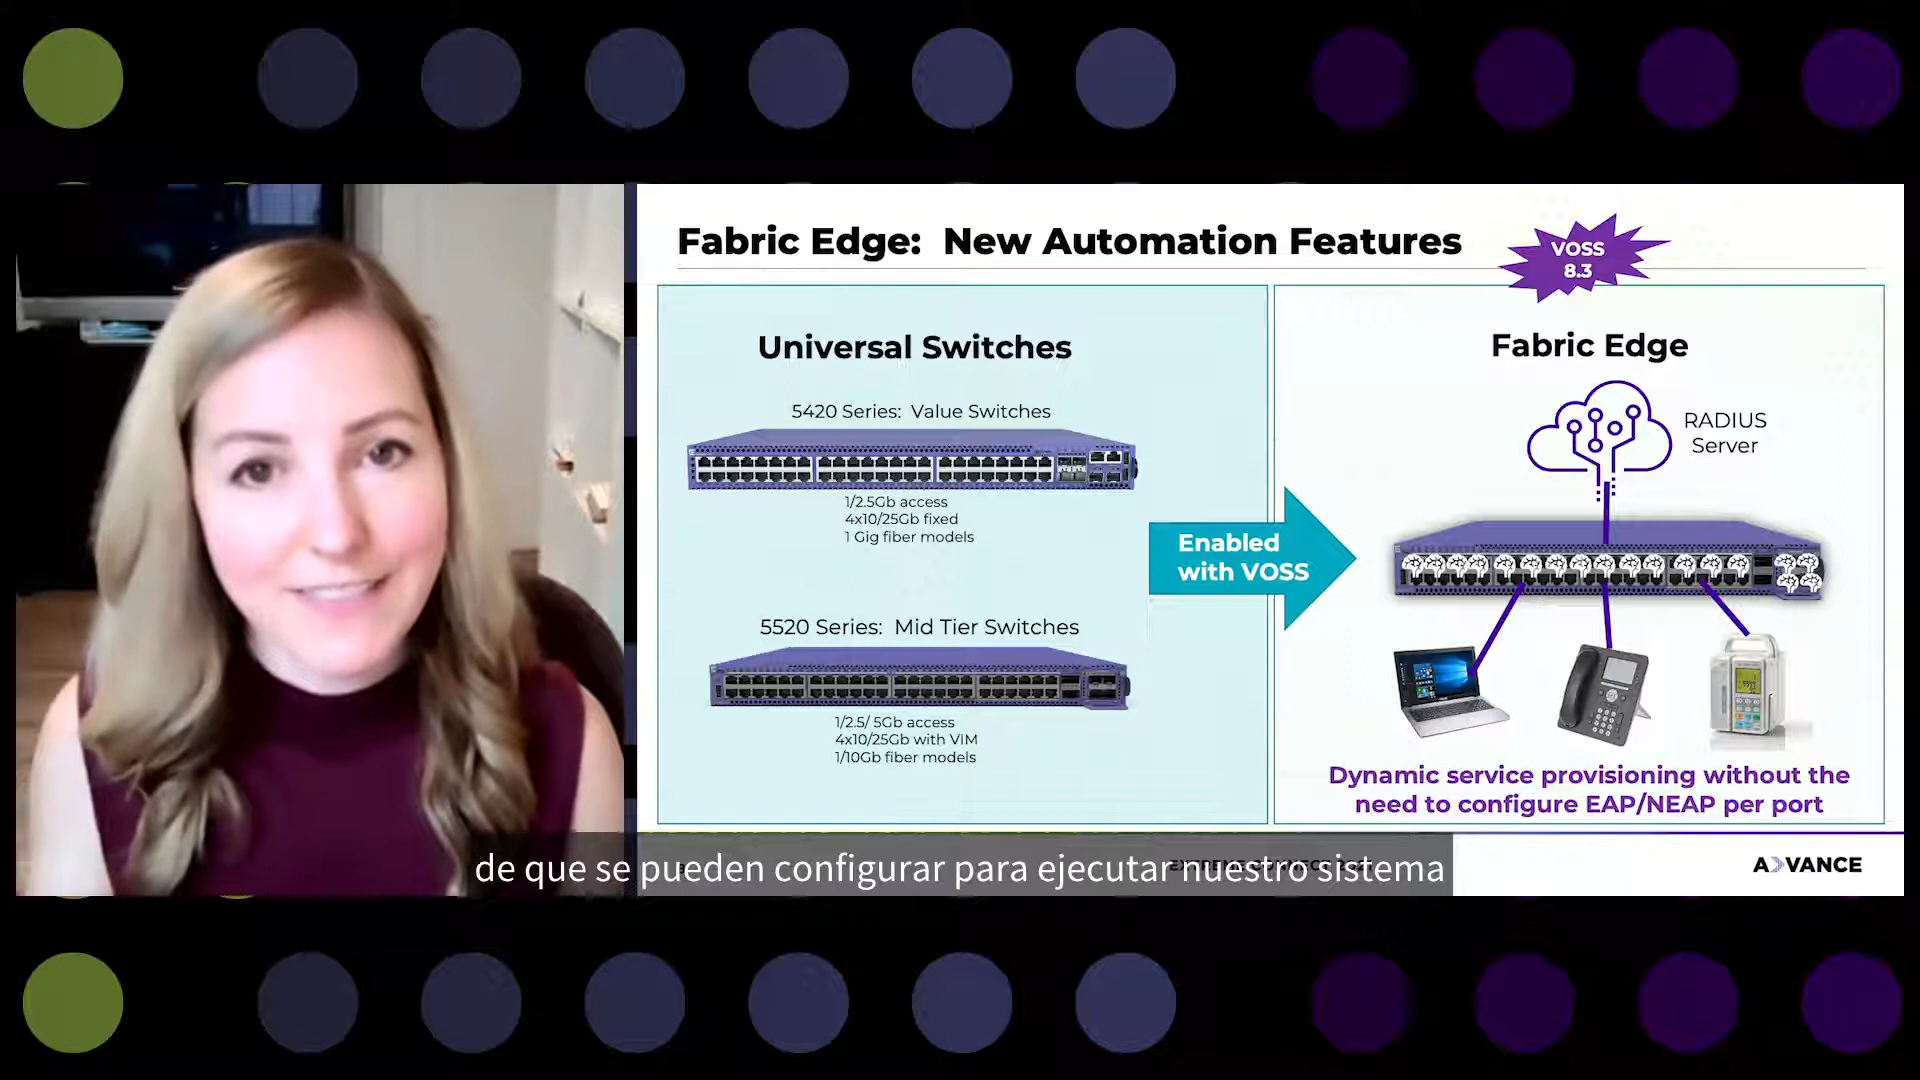 Fabric Edge: New Automation Features
VOSS
8.3
Universal Switches
5420 Series: Value Switches
1/2.5Gb access
4x10/25Gb fixed
1 Gig fiber models
5520 Series: Mid Tier Switches
1/2.5/ 5Gb access
4x10/25Gb with VIM
1/10Gb fiber models
Enabled
with VOSS
Fabric Edge
RADIUS
Server
Dynamic service provisioning without the
need to configure EAP/NEAP per port
de que se pueden configurar para ejecutar nuestro sistema
ADVANCE